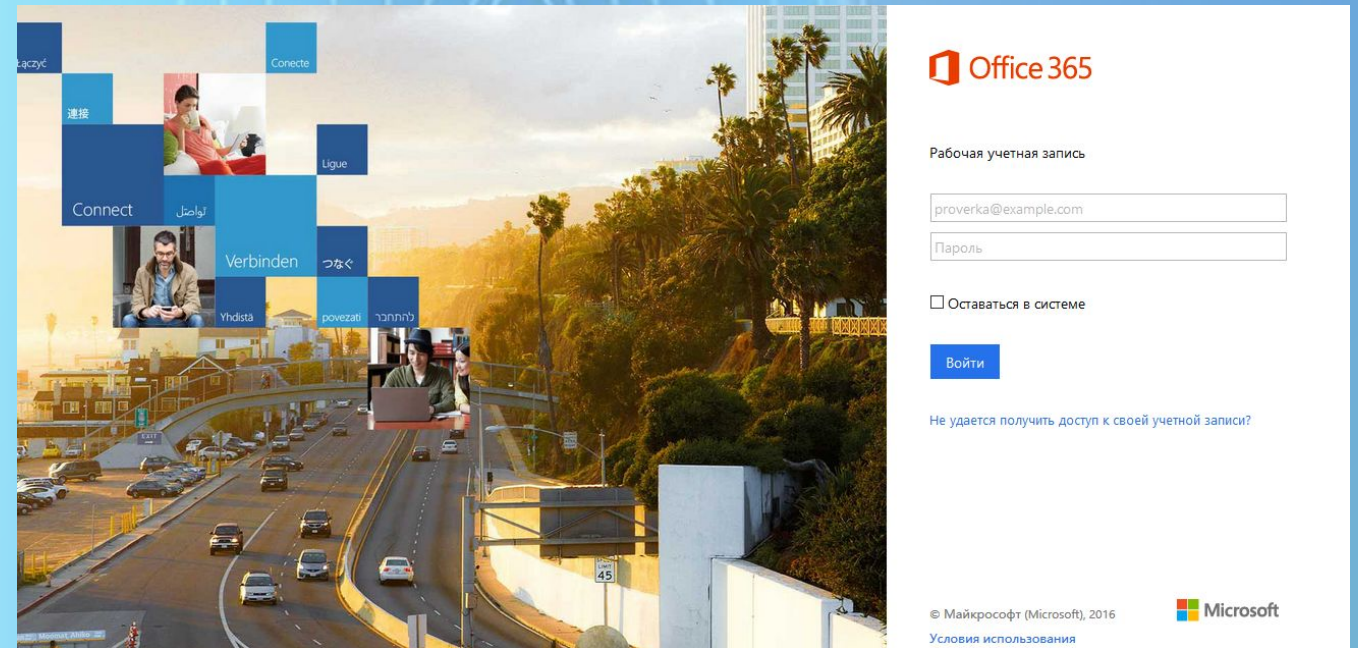 Łączyć
Conecte
連接
Ligue
Connect
تواصل
Verbinden
つなぐ
Yhdistä
povezati
להתחבר
EXIT
LIMIT
45
Office 365
Рабочая учетная запись
proverka@example.com
Пароль
Оставаться в системе
Войти
Не удается получить доступ к своей учетной записи?
© Майкрософт (Microsoft), 2016
Microsoft
Условия использования